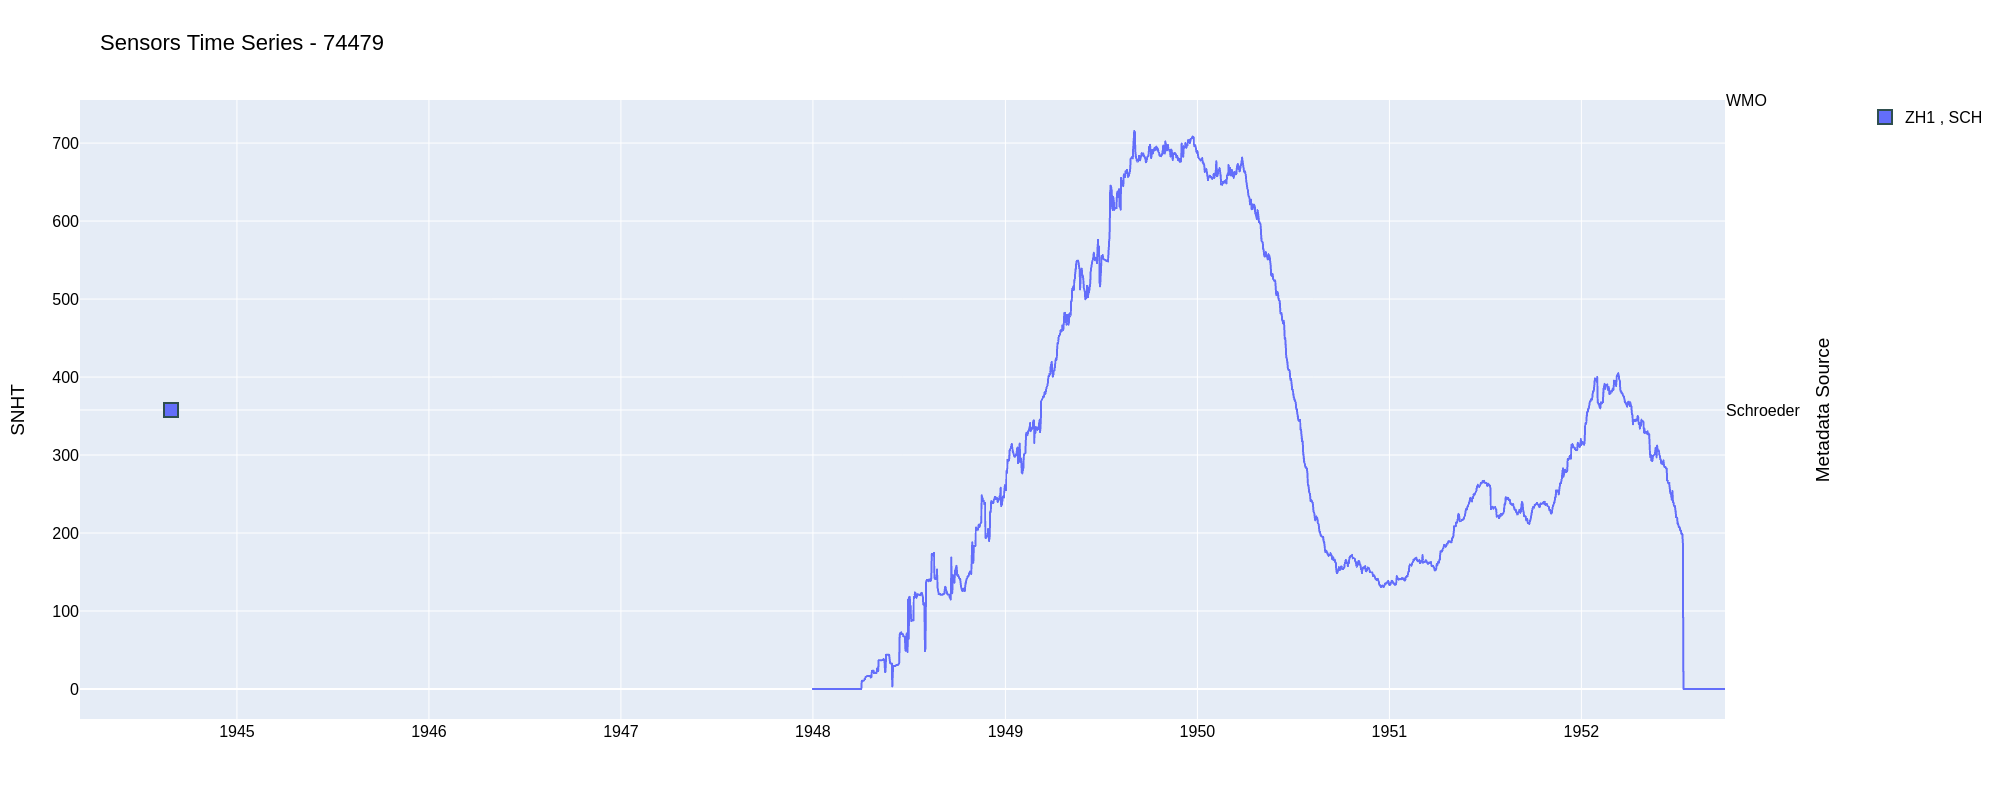 Sensors Time Series - 74479
WMO
ZH1 , SCH
700
600
500
400
Schroeder
300
200
100
0
SNHT
Metadata Source
1945
1946
1947
1948
1949
1950
1951
1952